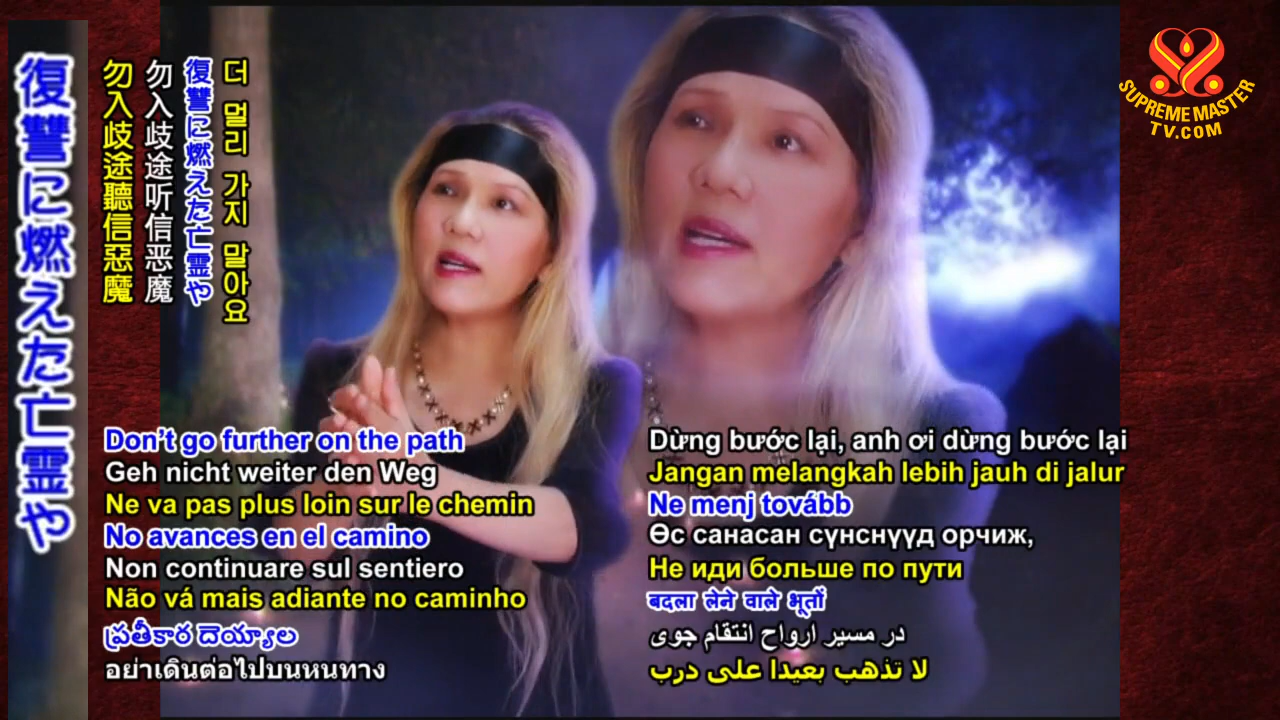 復讐に燃えた亡霊や
勿入歧途聽信惡魔
勿入歧途听信恶魔
復讐に燃えた亡霊や
더 멀리 가지 말아요
SUPREME MASTER
TV.COM
Don't go further on the path
Geh nicht weiter den Weg
Ne va pas plus loin sur le chemin
No avances en el camino
Non continuare sul sentiero
Não vá mais adiante no caminho
ప్రతీకార దెయ్యాల
อย่าเดินต่อไปบนหนทาง
Dừng bước lại, anh ơi dừng bước lại
Jangan melangkah lebih jauh di jalur
Ne menj tovább
Өс санасан сүнснүүд орчиж,
Не иди больше по пути
बदला लेने वाले भूतों
در مسیر ارواح انتقام جوی
لا تذهب بعيدا على درب